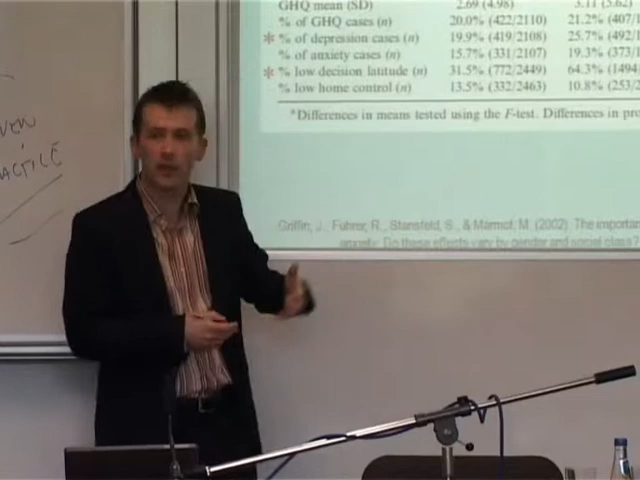 GHQ mean (SD) 2.69 (4.98) 3.11 (5.62)
% of GHQ cases (n) 20.0% (422/2110) 21.2% (407/1
* % of depression cases (n) 19.9% (419/2108) 25.7% (492/1
% of anxiety cases (n) 15.7% (331/2107) 19.3% (373/1
* % low decision latitude (n) 31.5% (772/2449) 64.3% (1494
% low home control (n) 13.5% (332/2463) 10.8% (253/2
*Differences in means tested using the F-test. Differences in pro
Griffin, J., Fuhrer, R., Stansfeld, S., & Marmot, M. (2002). The importan
anxiety: Do these effects vary by gender and social class?